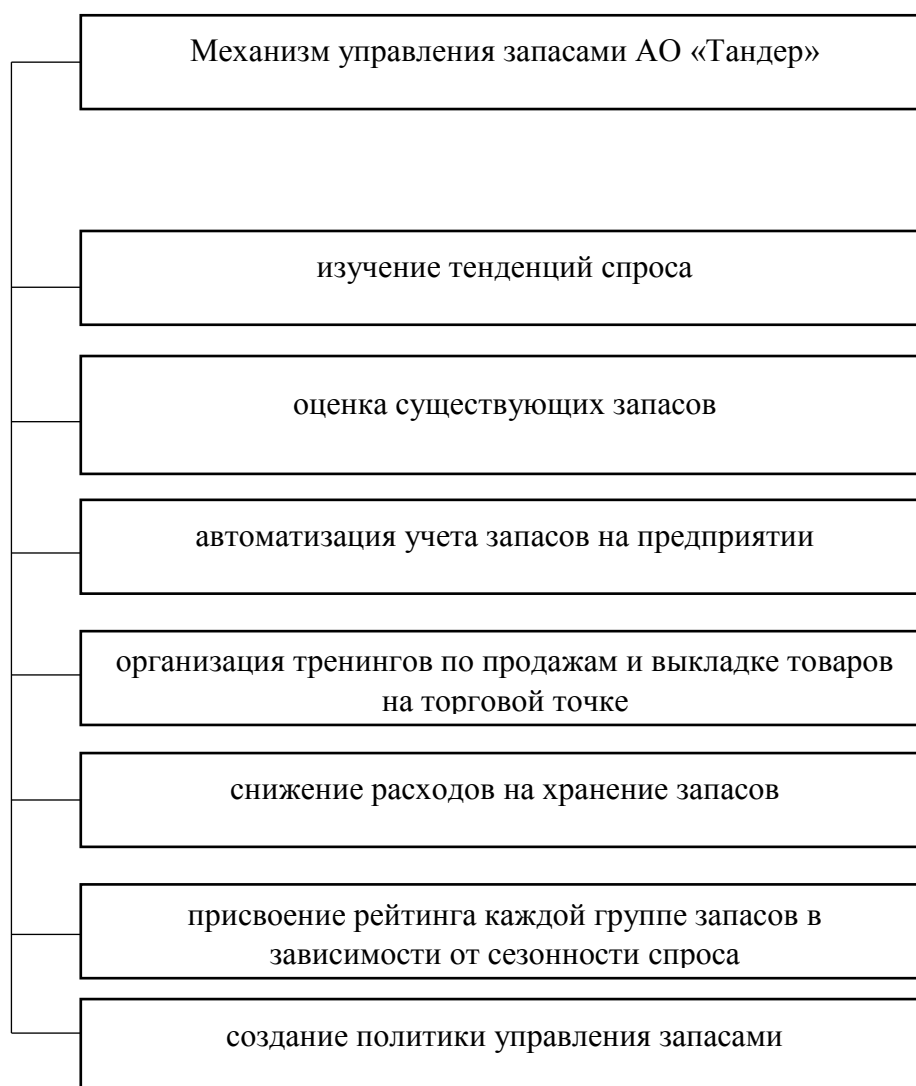 Механизм управления запасами АО «Тандер»
изучение тенденций спроса
оценка существующих запасов
автоматизация учета запасов на предприятии
организация тренингов по продажам и выкладке товаров
на торговой точке
снижение расходов на хранение запасов
присвоение рейтинга каждой группе запасов в
зависимости от сезонности спроса
создание политики управления запасами